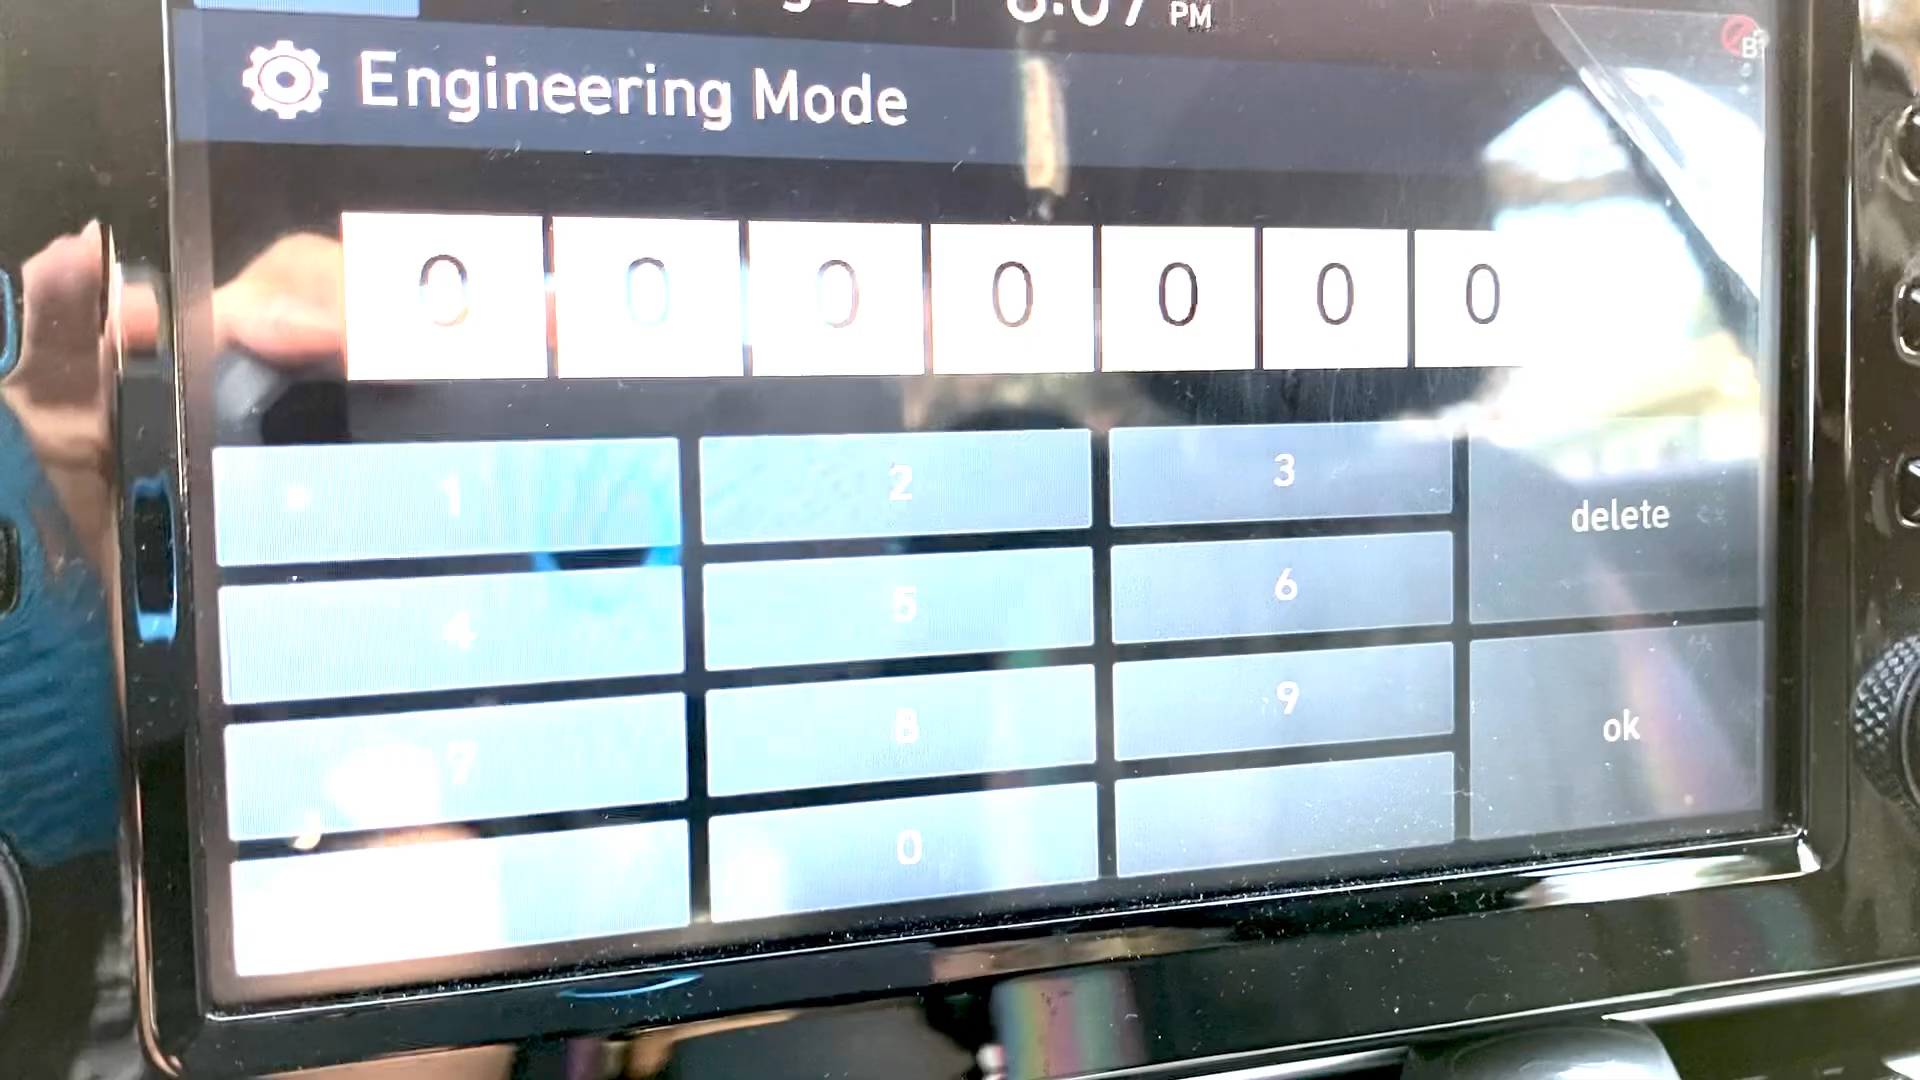 PM
Engineering Mode
0 0 0 0 0 0 0
1 2 3 delete
4 5 6
7 8 9 ok
0